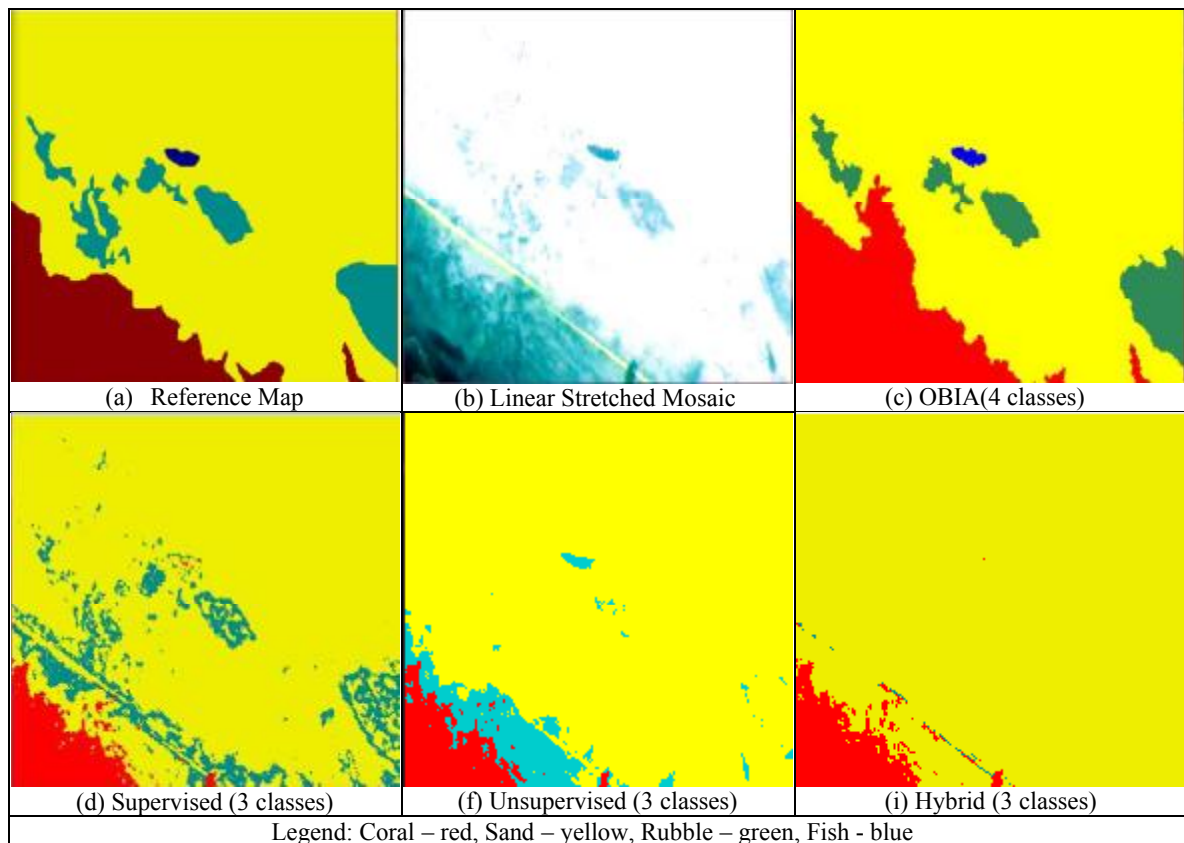 (a) Reference Map
(b) Linear Stretched Mosaic
(c) OBIA(4 classes)
(d) Supervised (3 classes)
(f) Unsupervised (3 classes)
(i) Hybrid (3 classes)
Legend: Coral – red, Sand – yellow, Rubble – green, Fish - blue